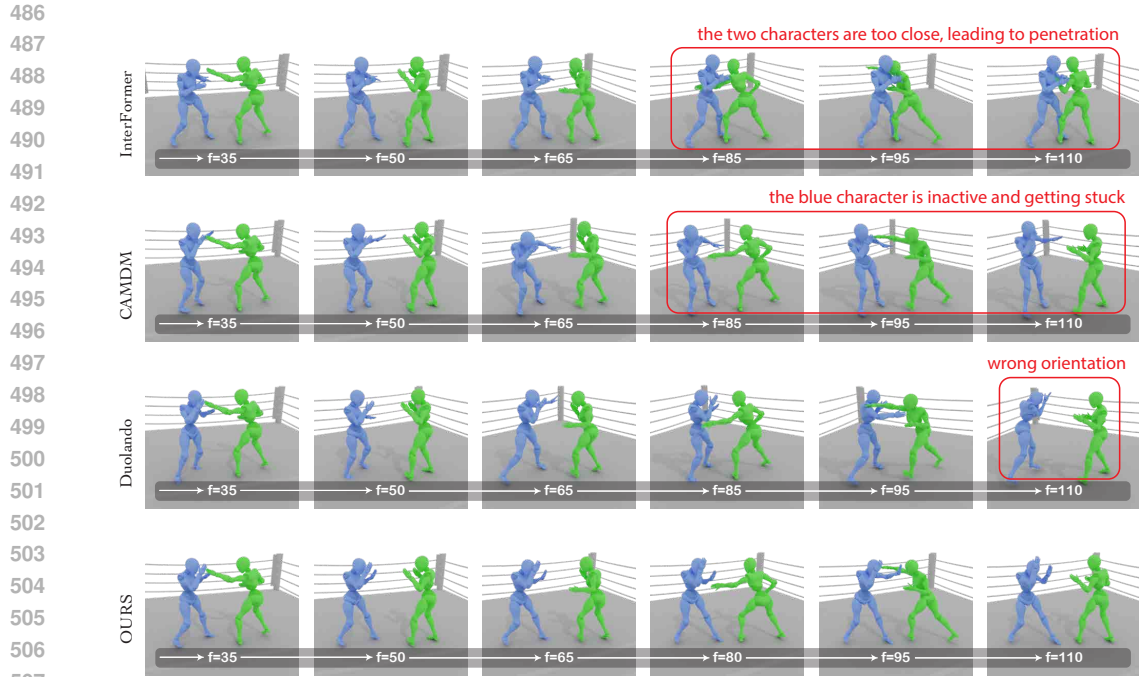 486
487
the two characters are too close, leading to penetration
488
489
InterFormer
490
f=35 f=50 f=65 f=85 f=95 f=110
491
492
the blue character is inactive and getting stuck
493
494
CAMDM
495
f=35 f=50 f=65 f=85 f=95 f=110
496
497
wrong orientation
498
499
Duolando
500
501
f=35 f=50 f=65 f=85 f=95 f=110
502
503
504
OURS
505
506
f=35 f=50 f=65 f=80 f=95 f=110